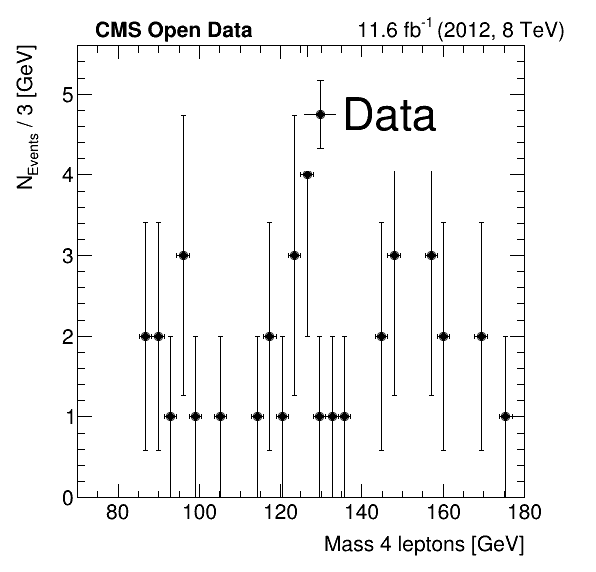 CMS Open Data 11.6 fb⁻¹ (2012, 8 TeV)
N_Events / 3 [GeV]
Data
5
4
3
2
1
0
80 100 120 140 160 180
Mass 4 leptons [GeV]